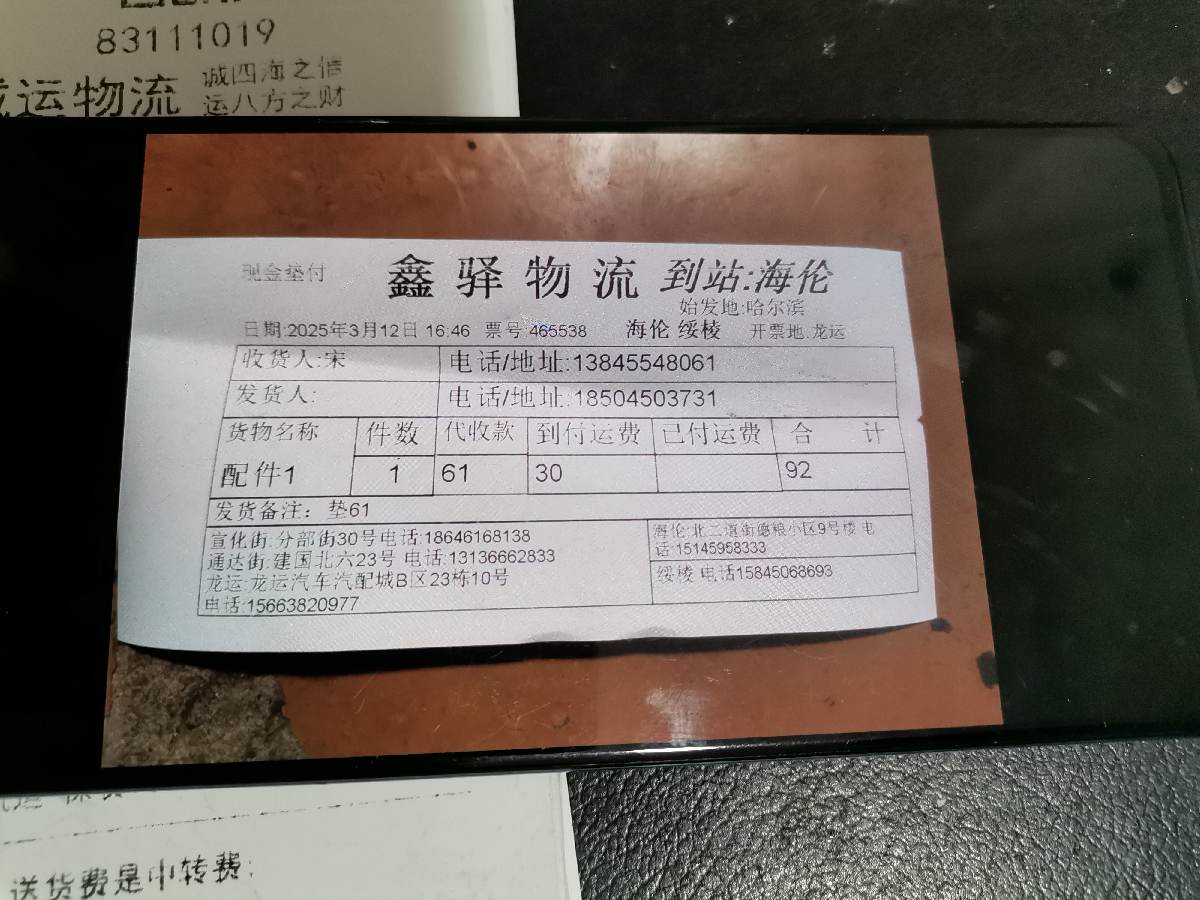 83111019
运物流 诚四海之信
运八方之财
现金垫付 鑫驿物流 到站:海伦
始发地:哈尔滨
日期:2025年3月12日 16:46 票号 465538 海伦 绥棱 开票地:龙运
收货人:宋 电话/地址:13845548061
发货人: 电话/地址:18504503731
货物名称 件数 代收款 到付运费 已付运费 合 计
配件1 1 61 30 92
发货备注: 垫61
宣化街:分部街30号电话:18646168138
通达街:建国北六23号 电话:13136662833
龙运:龙运汽车汽配城B区23栋10号
电话:15663820977
海伦:北二道街德粮小区9号楼 电
话:15145958333
绥棱 电话15845068693
送货费是中转费: